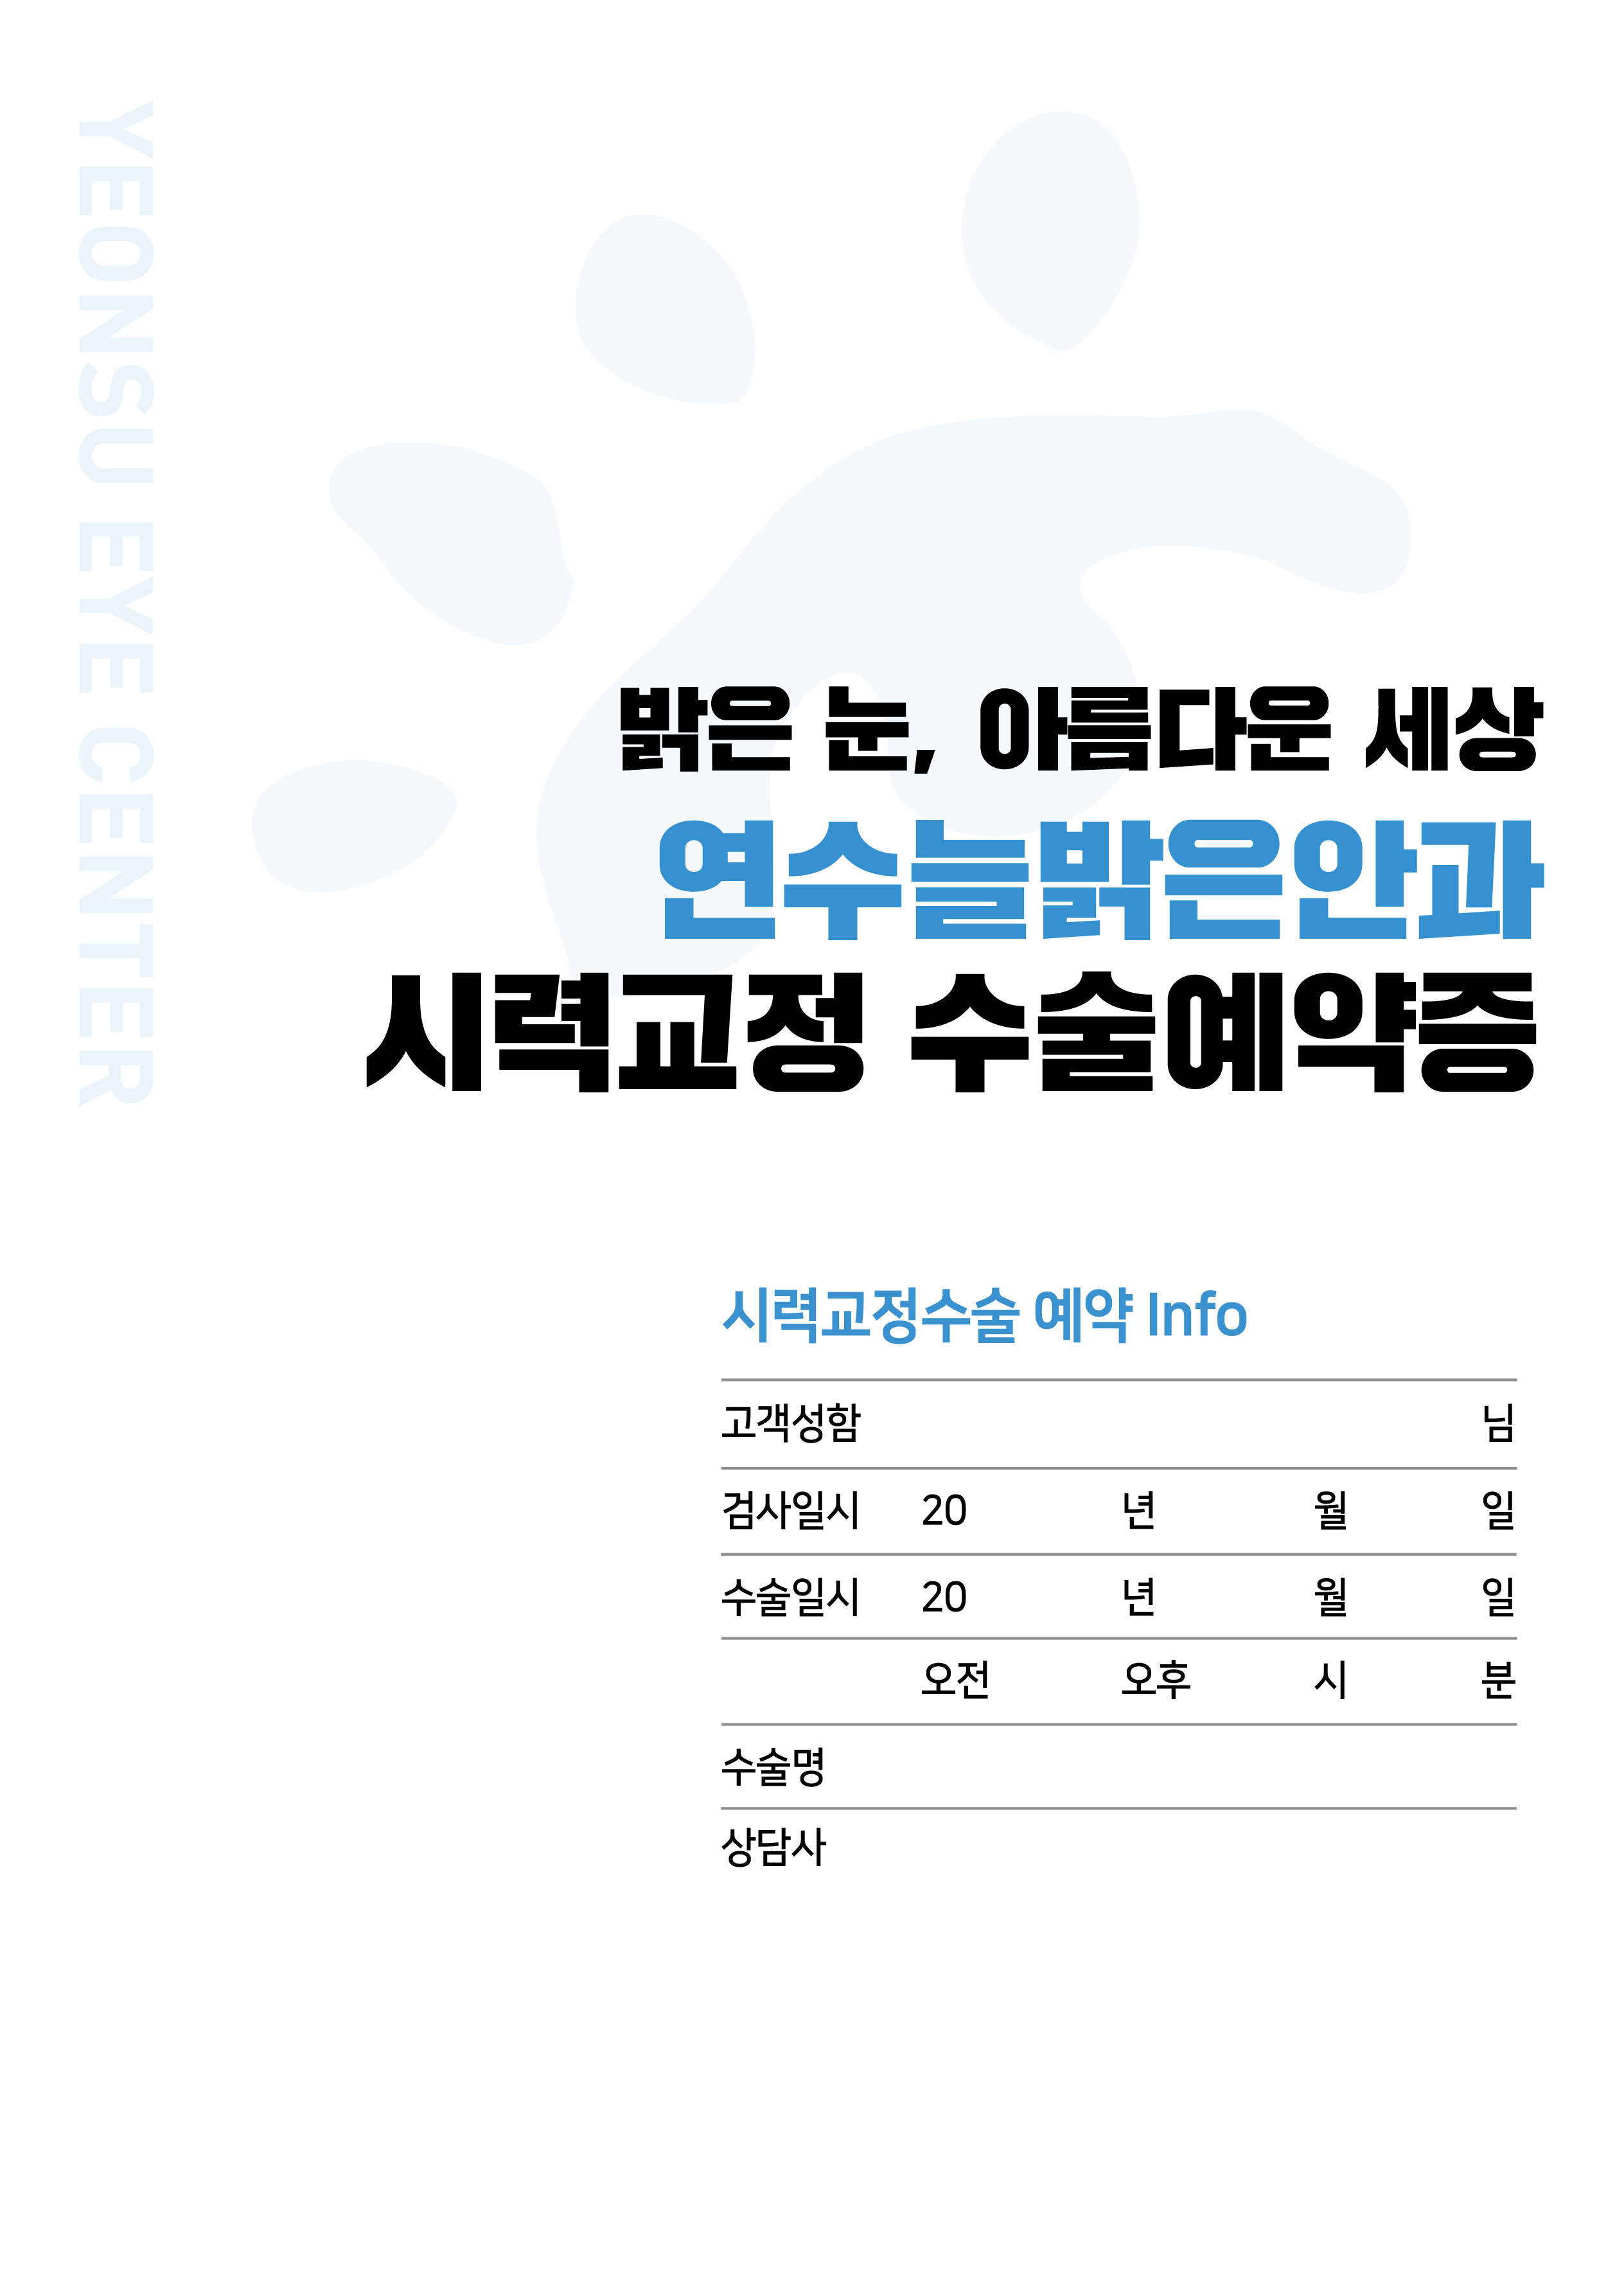 YEONSU EYE CENTER
밝은 눈, 아름다운 세상
연수늘밝은안과
시력교정 수술예약증
시력교정수술 예약 Info
고객성함 님
검사일시 20 년 월 일
수술일시 20 년 월 일
오전 오후 시 분
수술명
상담사